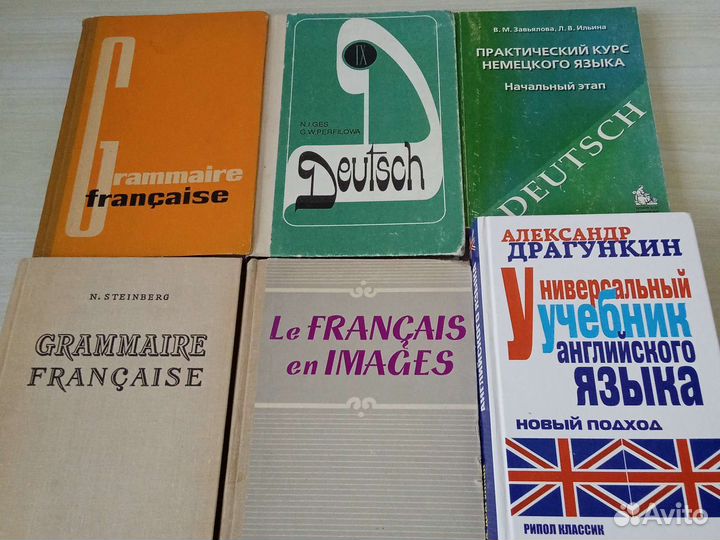 Grammaire
française
IX
N.I.GES
G.W.PERFILOWA
Deutsch
В. М. Завьялова, Л. В. Ильина
ПРАКТИЧЕСКИЙ КУРС
НЕМЕЦКОГО ЯЗЫКА
Начальный этап
DEUTSCH
N. STEINBERG
GRAMMAIRE
FRANÇAISE
Le FRANÇAIS
en IMAGES
АЛЕКСАНДР
ДРАГУНКИН
Универсальный
учебник
английского
языка
НОВЫЙ ПОДХОД
РИПОЛ КЛАССИК
Avito